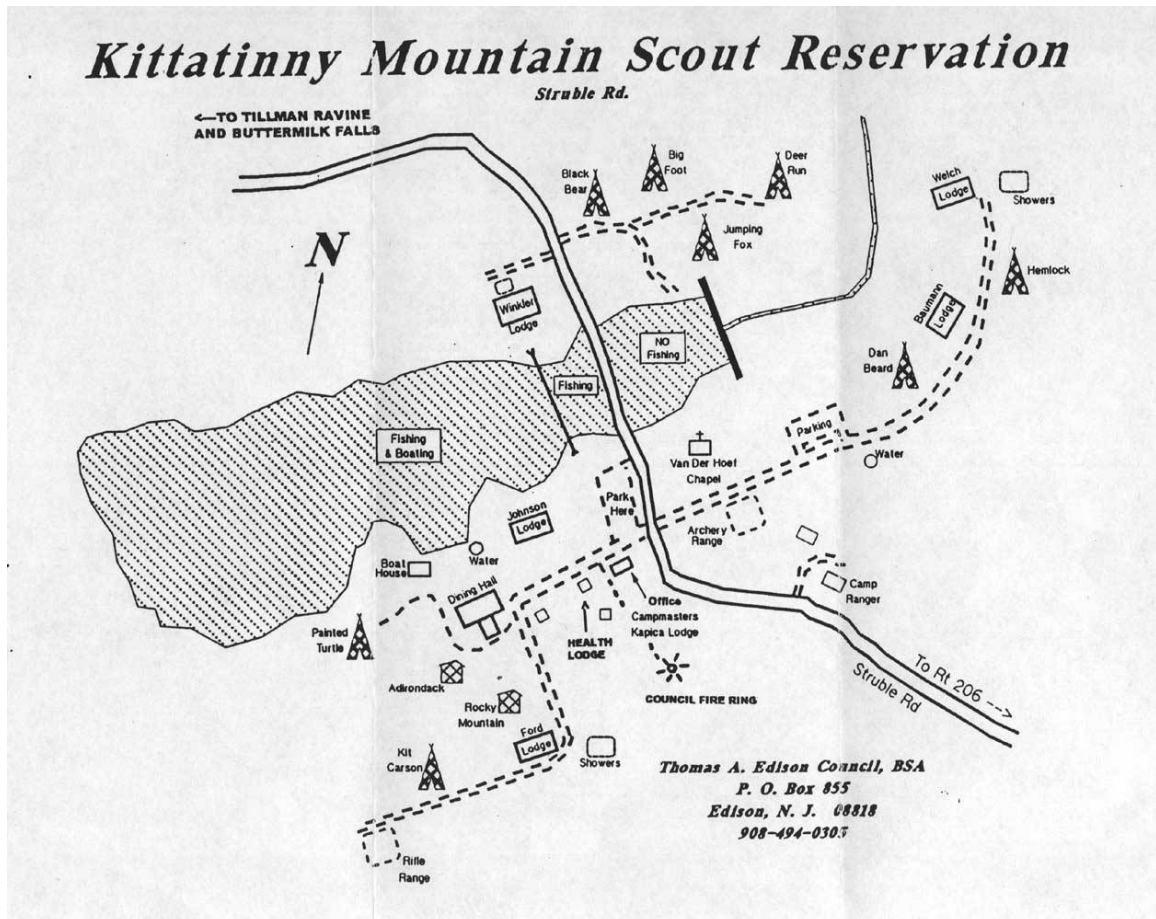 Kittatinny Mountain Scout Reservation
Struble Rd.
<—TO TILLMAN RAVINE
AND BUTTERMILK FALLS
N
Black
Bear
Big
Foot
Deer
Run
Jumping
Fox
Welch
Lodge
Showers
Hemlock
Baumann
Lodge
Dan
Beard
Winkler
Lodge
NO
Fishing
Fishing
Fishing
& Boating
Parking
Water
Van Der Hoef
Chapel
Park
Here
Archery
Range
Johnson
Lodge
Water
Boat
House
Dining Hall
Camp
Ranger
Office
Campmasters
Kapica Lodge
HEALTH
LODGE
Painted
Turtle
Adirondack
Rocky
Mountain
COUNCIL FIRE RING
To Rt 206 -->
Struble Rd
Ford
Lodge
Showers
Kit
Carson
Rifle
Range
Thomas A. Edison Council, BSA
P. O. Box 855
Edison, N. J. 08818
908-494-0305